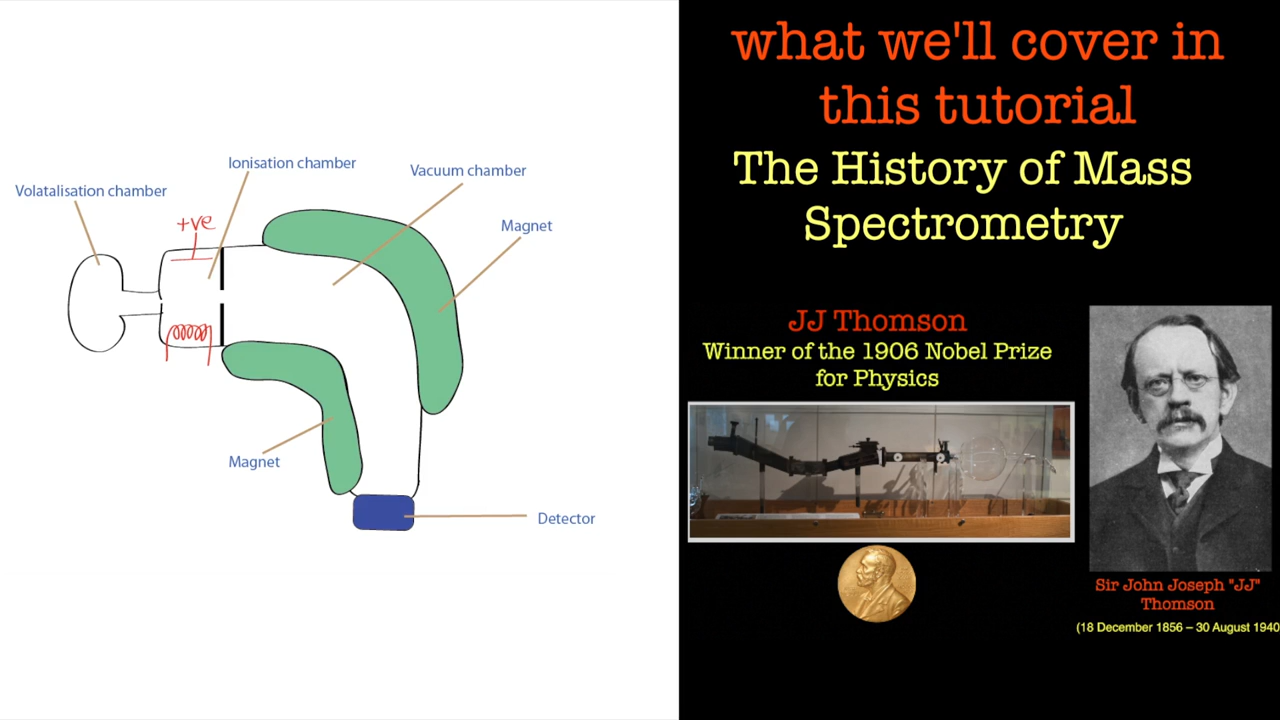 Ionisation chamber
Vacuum chamber
Volatalisation chamber
+ve
Magnet
Magnet
Detector
what we'll cover in
this tutorial
The History of Mass
Spectrometry
JJ Thomson
Winner of the 1906 Nobel Prize
for Physics
Sir John Joseph "JJ"
Thomson
(18 December 1856 – 30 August 1940